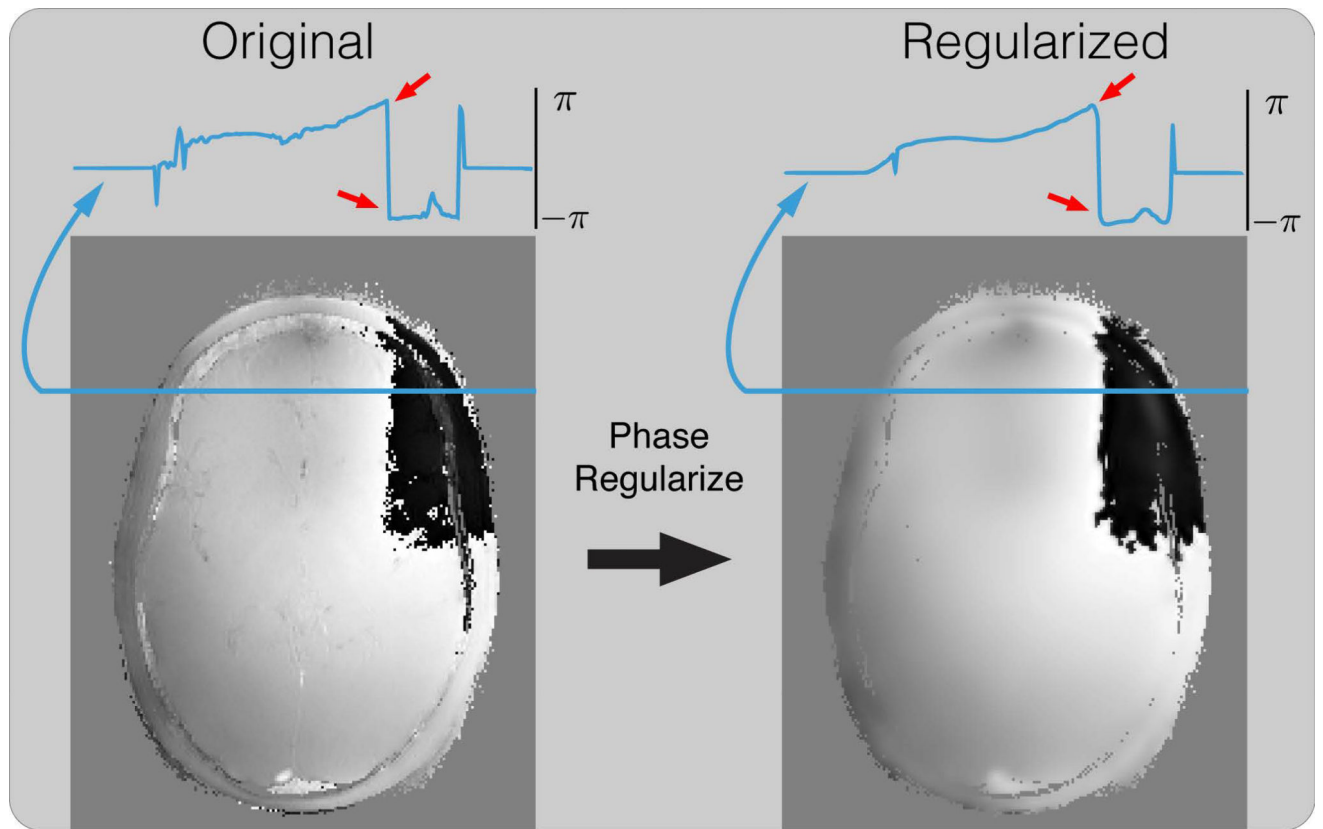 Original
Regularized
π
-π
π
-π
Phase
Regularize